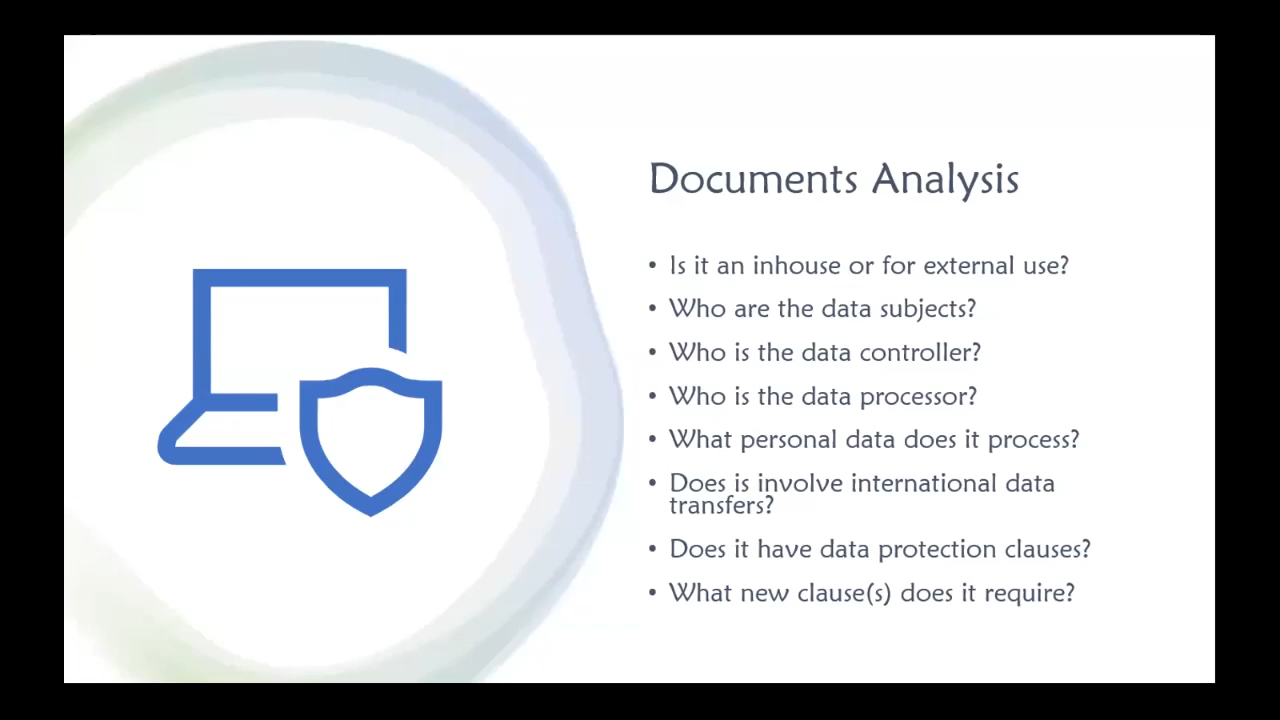 Documents Analysis
• Is it an inhouse or for external use?
• Who are the data subjects?
• Who is the data controller?
• Who is the data processor?
• What personal data does it process?
• Does is involve international data
transfers?
• Does it have data protection clauses?
• What new clause(s) does it require?